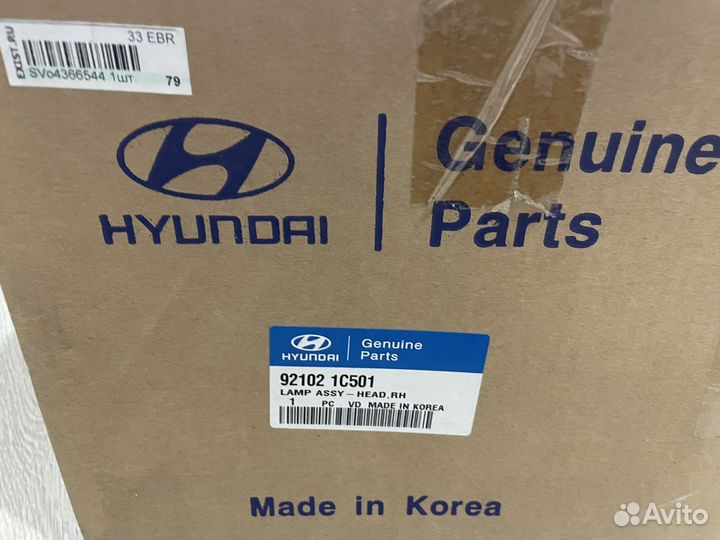 EXIST.RU
33 EBR
SVo4366544 1шт. 79
HYUNDAI
Genuine
Parts
HYUNDAI
Genuine
Parts
92102 1C501
LAMP ASSY-HEAD,RH
1 PC VD MADE IN KOREA
Made in Korea
Avito